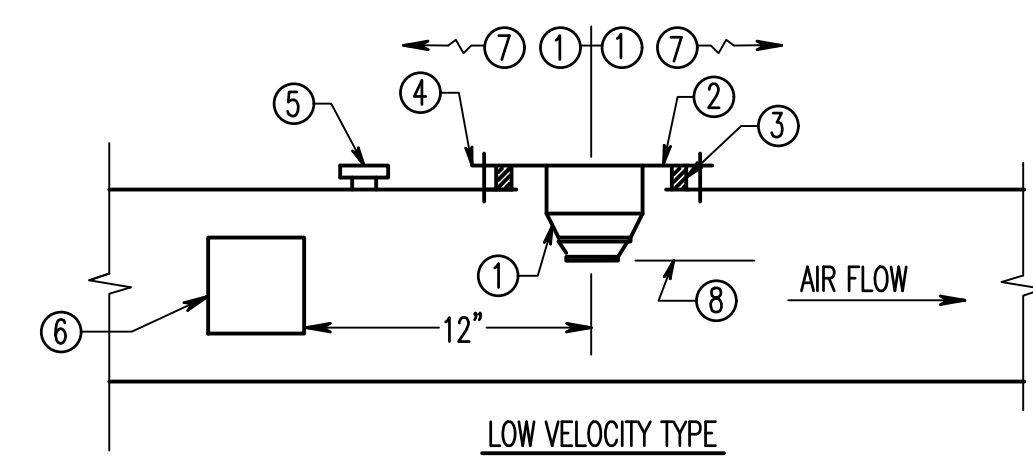 7 1 1 7
4 2
5 3
1 8 AIR FLOW
6 12"
LOW VELOCITY TYPE